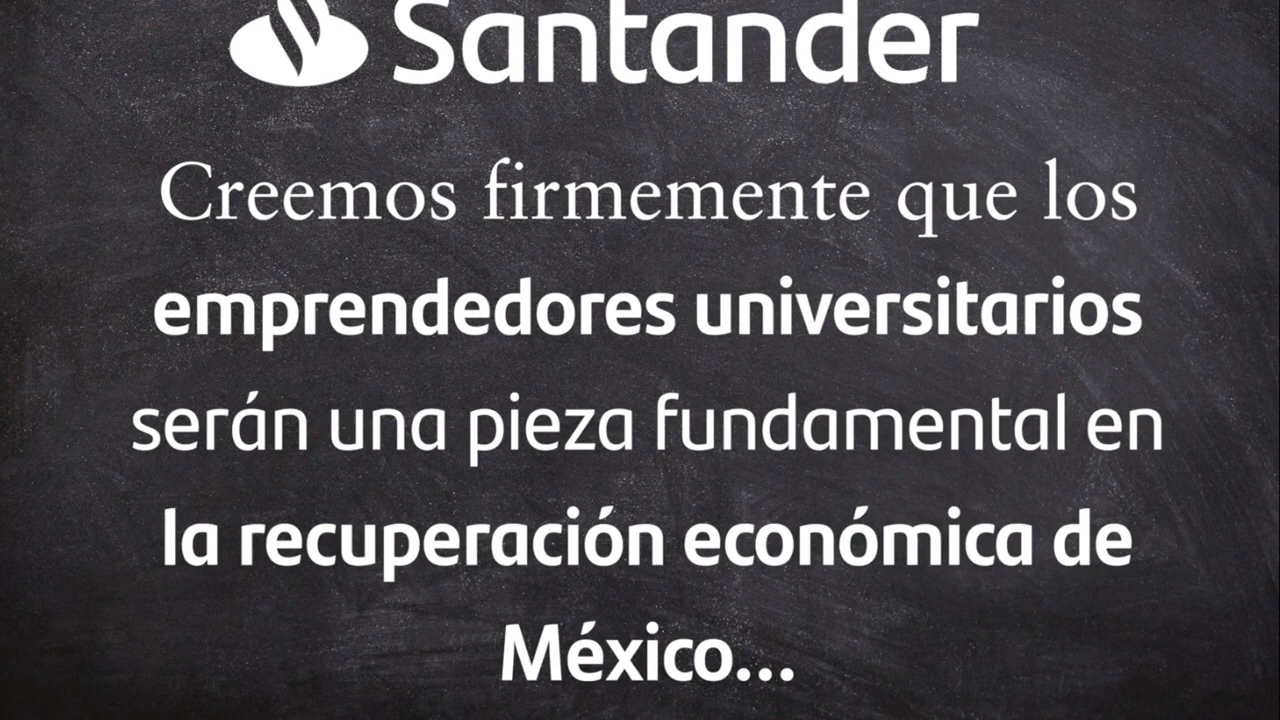 Santander
Creemos firmemente que los
emprendedores universitarios
serán una pieza fundamental en
la recuperación económica de
México...